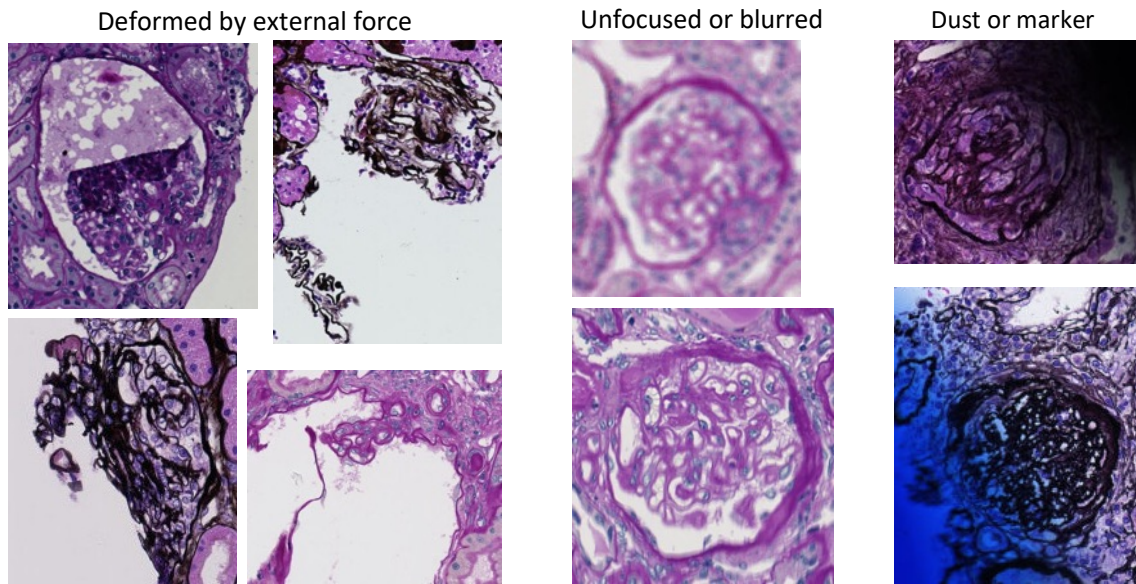 Deformed by external force
Unfocused or blurred
Dust or marker